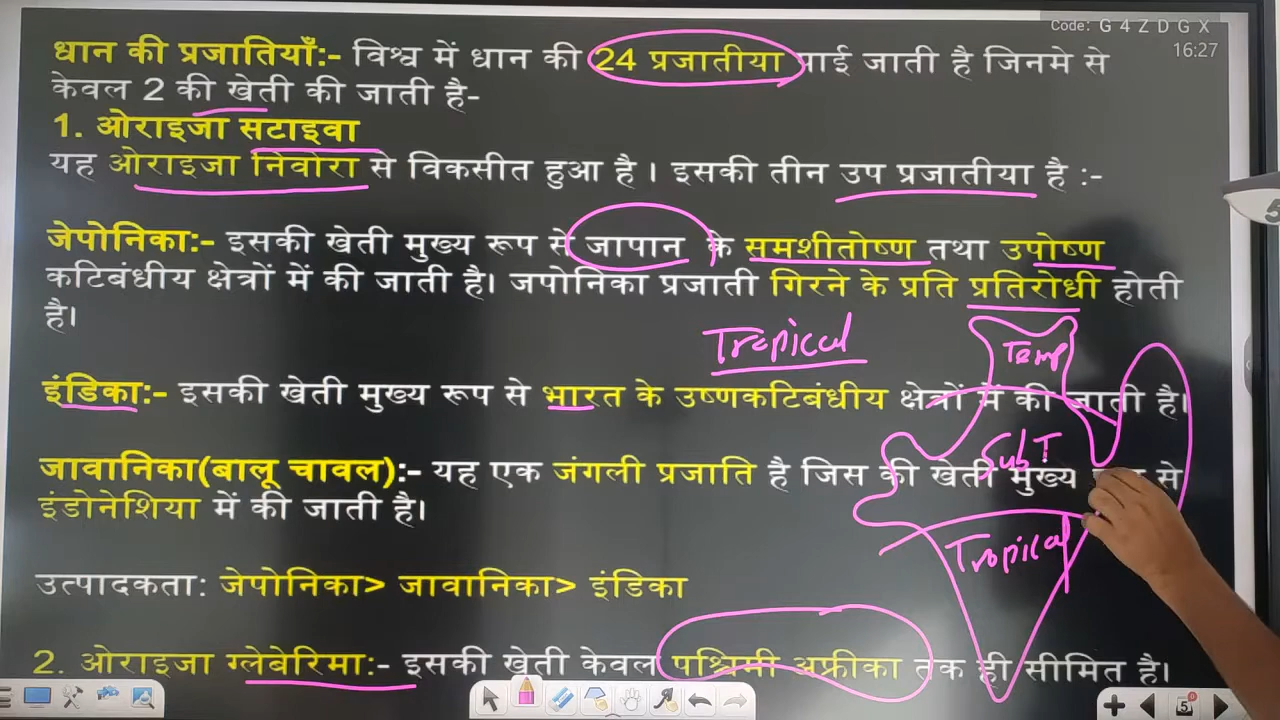 Code: G 4 Z D G X
16:27
धान की प्रजातियाँ:- विश्व में धान की 24 प्रजातीया पाई जाती है जिनमे से
केवल 2 की खेती की जाती है-
1. ओराइजा सटाइवा
यह ओराइजा निवोरा से विकसीत हुआ है । इसकी तीन उप प्रजातीया है :-
जेपोनिका:- इसकी खेती मुख्य रूप से जापान के समशीतोष्ण तथा उपोष्ण
कटिबंधीय क्षेत्रों में की जाती है। जपोनिका प्रजाती गिरने के प्रति प्रतिरोधी होती
है।
Tropical
Temp
इंडिका:- इसकी खेती मुख्य रूप से भारत के उष्णकटिबंधीय क्षेत्रों में की जाती है।
SubT
जावानिका(बालू चावल):- यह एक जंगली प्रजाति है जिस की खेती मुख्य से
इंडोनेशिया में की जाती है।
Tropical
उत्पादकता: जेपोनिका> जावानिका> इंडिका
2. ओराइजा ग्लेबेरिमा:- इसकी खेती केवल पश्चिमी अफ्रीका तक ही सीमित है।
5